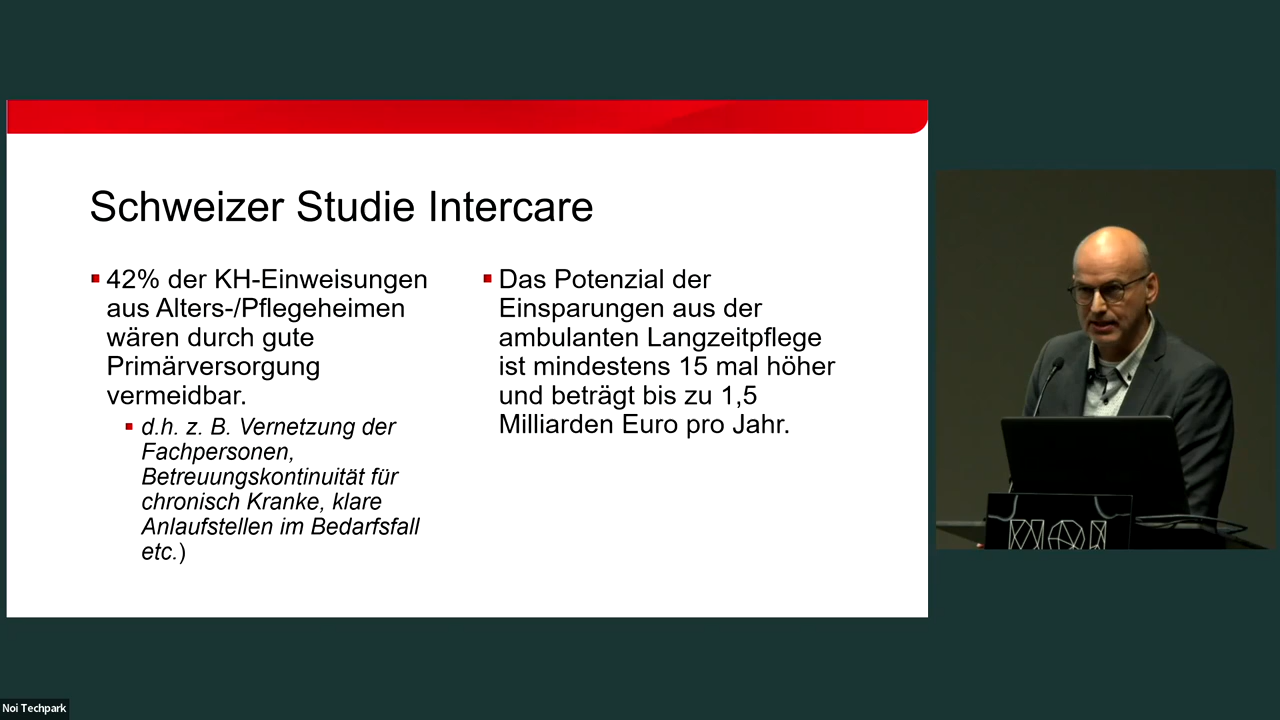 Schweizer Studie Intercare
42% der KH-Einweisungen
aus Alters-/Pflegeheimen
wären durch gute
Primärversorgung
vermeidbar.
d.h. z. B. Vernetzung der
Fachpersonen,
Betreuungskontinuität für
chronisch Kranke, klare
Anlaufstellen im Bedarfsfall
etc.)
Das Potenzial der
Einsparungen aus der
ambulanten Langzeitpflege
ist mindestens 15 mal höher
und beträgt bis zu 1,5
Milliarden Euro pro Jahr.
NOI
Noi Techpark